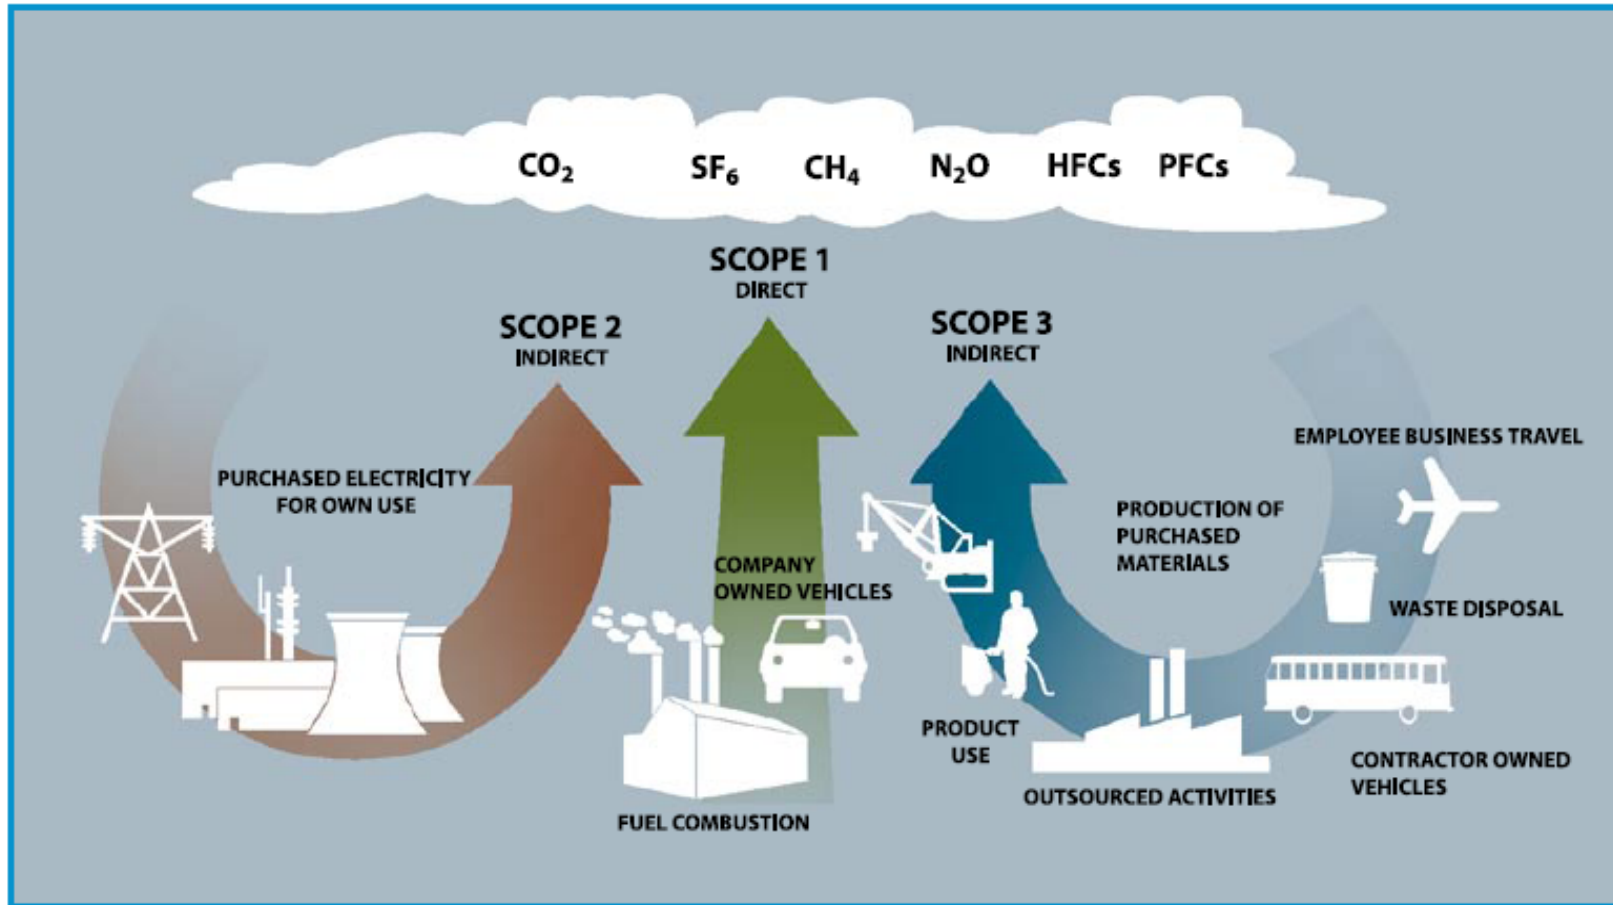 CO₂ SF₆ CH₄ N₂O HFCs PFCs
SCOPE 1
DIRECT
SCOPE 2
INDIRECT
SCOPE 3
INDIRECT
PURCHASED ELECTRICITY
FOR OWN USE
COMPANY
OWNED VEHICLES
FUEL COMBUSTION
EMPLOYEE BUSINESS TRAVEL
PRODUCTION OF
PURCHASED
MATERIALS
WASTE DISPOSAL
PRODUCT
USE
OUTSOURCED ACTIVITIES
CONTRACTOR OWNED
VEHICLES